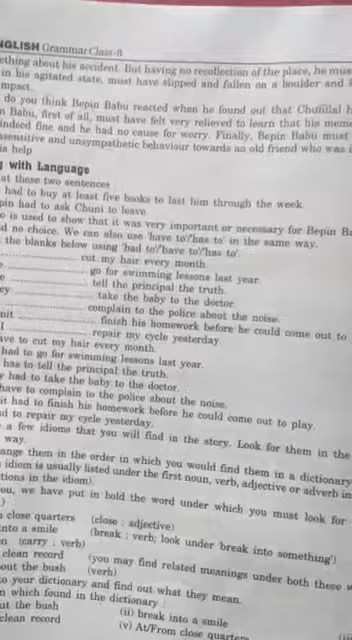 NGLISH Grammar Class-8
ething about his accident. But having no recollection of the place, he mus
in his agitated state, must have slipped and fallen on a boulder and
mpact.
do you think Bepin Babu reacted when he found out that Chunilal h
n Babu, first of all, must have felt very relieved to learn that his mem
indeed fine and he had no cause for worry. Finally, Bepin Babu must
nsensitive and unsympathetic behaviour towards an old friend who was i
is help
g with Language
at these two sentences
had to buy at least five books to last him through the week.
pin had to ask Chuni to leave
o is used to show that it was very important or necessary for Bepin Ba
d no choice. We can also use 'have to'/'has to' in the same way.
the blanks below using 'had to'/'have to'/'has to'.
.................... cut my hair every month.
.................... go for swimming lessons last year.
e .................... tell the principal the truth.
ey .................... take the baby to the doctor.
.................... complain to the police about the noise.
mit .................... finish his homework before he could come out to
I .................... repair my cycle yesterday.
ave to cut my hair every month.
had to go for swimming lessons last year.
has to tell the principal the truth.
y had to take the baby to the doctor.
have to complain to the police about the noise.
it had to finish his homework before he could come out to play.
ad to repair my cycle yesterday.
a few idioms that you will find in the story. Look for them in the
way.
ange them in the order in which you would find them in a dictionary
idiom is usually listed under the first noun, verb, adjective or adverb in
tions in the idiom).
ou, we have put in bold the word under which you must look for
)
close quarters (close : adjective)
into a smile (break : verb; look under 'break into something')
n (carry : verb)
clean record (you may find related meanings under both these w
out the bush (verb)
o your dictionary and find out what they mean.
n which found in the dictionary
ut the bush (ii) break into a smile
clean record (v) At/From close quarters